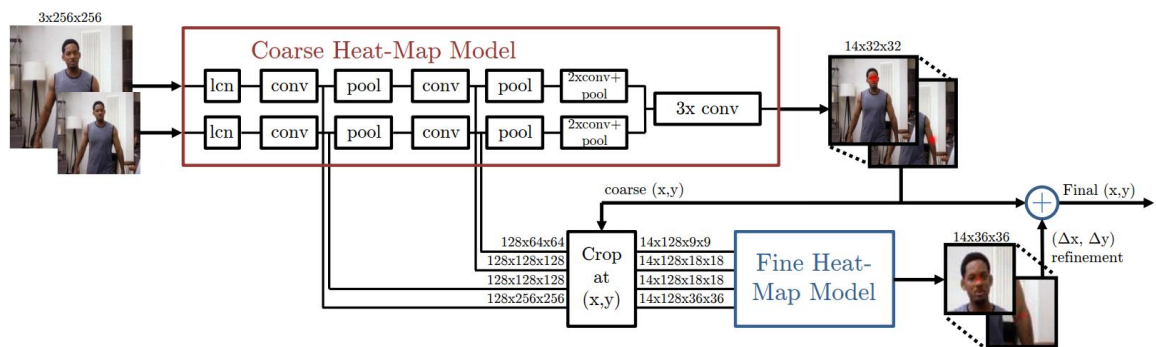 3x256x256
Coarse Heat-Map Model
14x32x32
lcn
conv
pool
conv
pool
2xconv+
pool
3x conv
lcn
conv
pool
conv
pool
2xconv+
pool
coarse (x,y)
Final (x,y)
+
128x64x64
128x128x128
128x128x128
128x256x256
Crop
at
(x,y)
14x128x9x9
14x128x18x18
14x128x18x18
14x128x36x36
Fine Heat-
Map Model
14x36x36
(Δx, Δy)
refinement